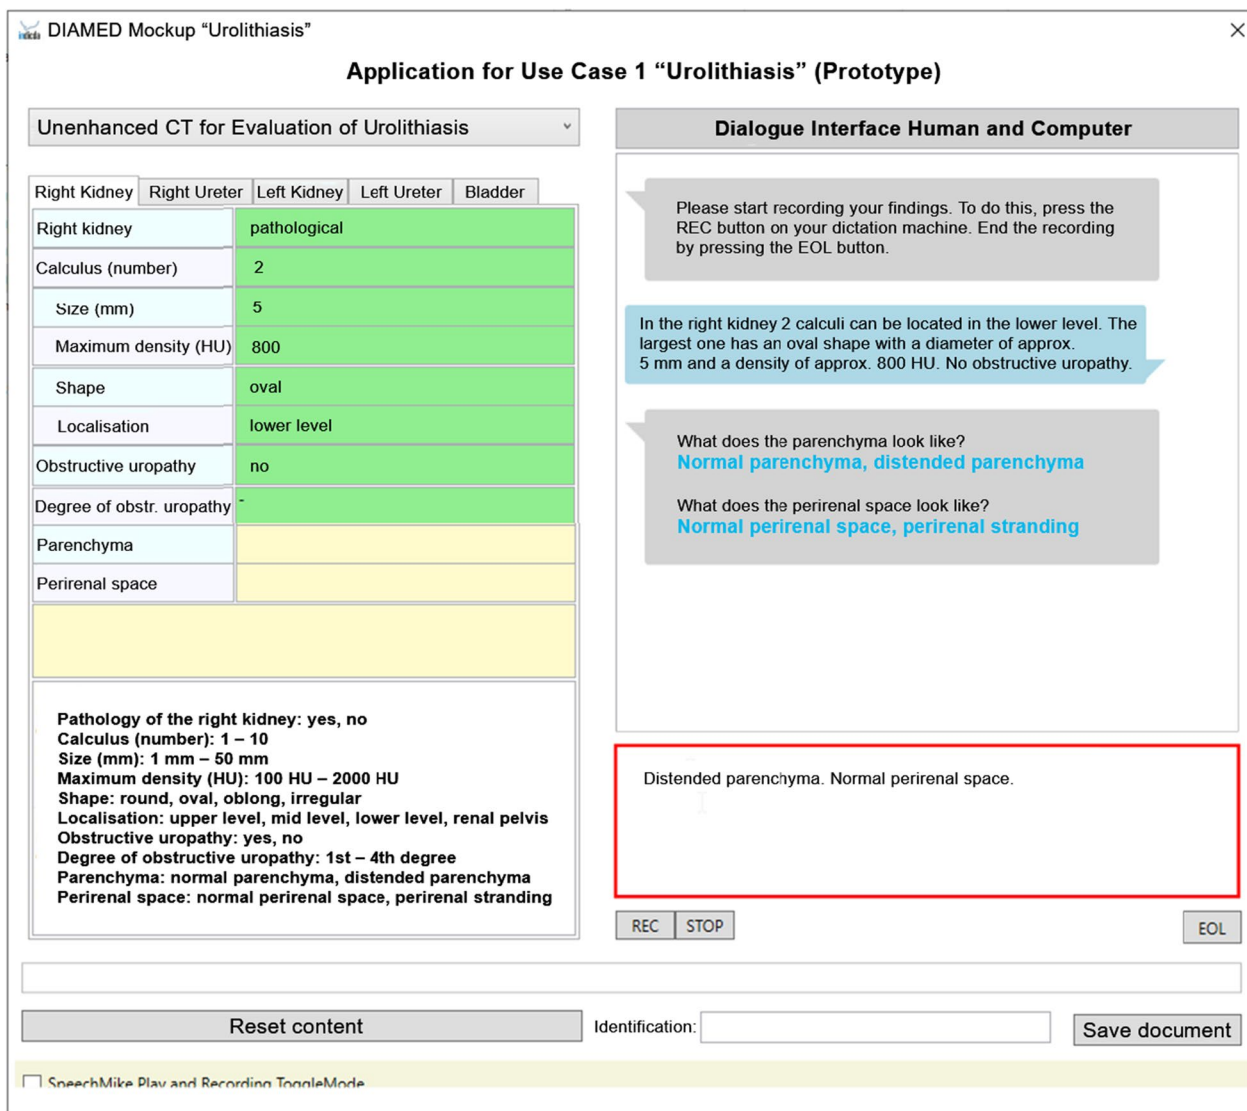 DIAMED Mockup “Urolithiasis”
Application for Use Case 1 “Urolithiasis” (Prototype)
Unenhanced CT for Evaluation of Urolithiasis
Right Kidney Right Ureter Left Kidney Left Ureter Bladder
Right kidney pathological
Calculus (number) 2
Size (mm) 5
Maximum density (HU) 800
Shape oval
Localisation lower level
Obstructive uropathy no
Degree of obstr. uropathy -
Parenchyma
Perirenal space
Pathology of the right kidney: yes, no
Calculus (number): 1 – 10
Size (mm): 1 mm – 50 mm
Maximum density (HU): 100 HU – 2000 HU
Shape: round, oval, oblong, irregular
Localisation: upper level, mid level, lower level, renal pelvis
Obstructive uropathy: yes, no
Degree of obstructive uropathy: 1st – 4th degree
Parenchyma: normal parenchyma, distended parenchyma
Perirenal space: normal perirenal space, perirenal stranding
Dialogue Interface Human and Computer
Please start recording your findings. To do this, press the
REC button on your dictation machine. End the recording
by pressing the EOL button.
In the right kidney 2 calculi can be located in the lower level. The
largest one has an oval shape with a diameter of approx.
5 mm and a density of approx. 800 HU. No obstructive uropathy.
What does the parenchyma look like?
Normal parenchyma, distended parenchyma
What does the perirenal space look like?
Normal perirenal space, perirenal stranding
Distended parenchyma. Normal perirenal space.
REC STOP EOL
Reset content Identification: Save document
SpeechMike Play and Recording ToggleMode